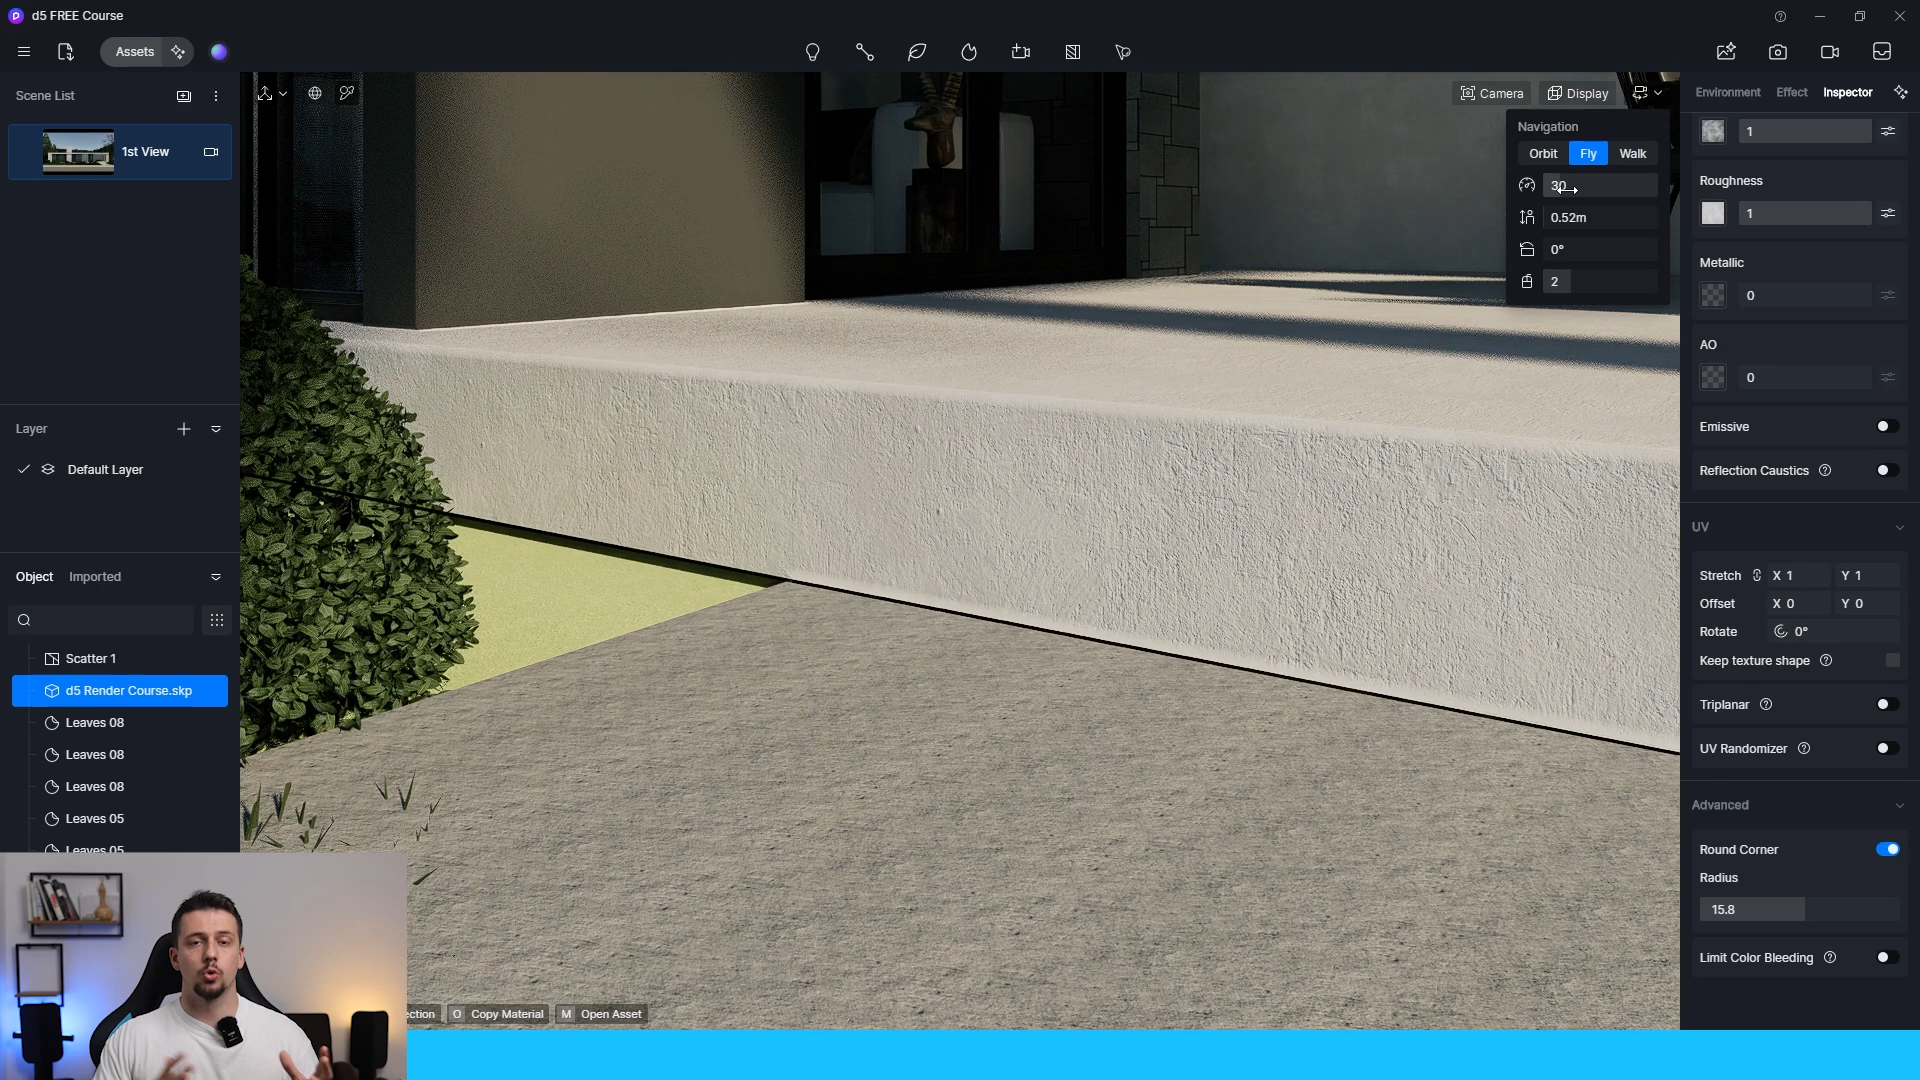 d5 FREE Course
Assets
Scene List
1st View
Layer
Default Layer
Object Imported
Scatter 1
d5 Render Course.skp
Leaves 08
Leaves 08
Leaves 08
Leaves 05
Leaves 05
ection O Copy Material M Open Asset
Camera Display
Navigation
Orbit Fly Walk
30
0.52m
0°
2
Environment Effect Inspector
1
Roughness
1
Metallic
0
AO
0
Emissive
Reflection Caustics
UV
Stretch X 1 Y 1
Offset X 0 Y 0
Rotate 0°
Keep texture shape
Triplanar
UV Randomizer
Advanced
Round Corner
Radius
15.8
Limit Color Bleeding